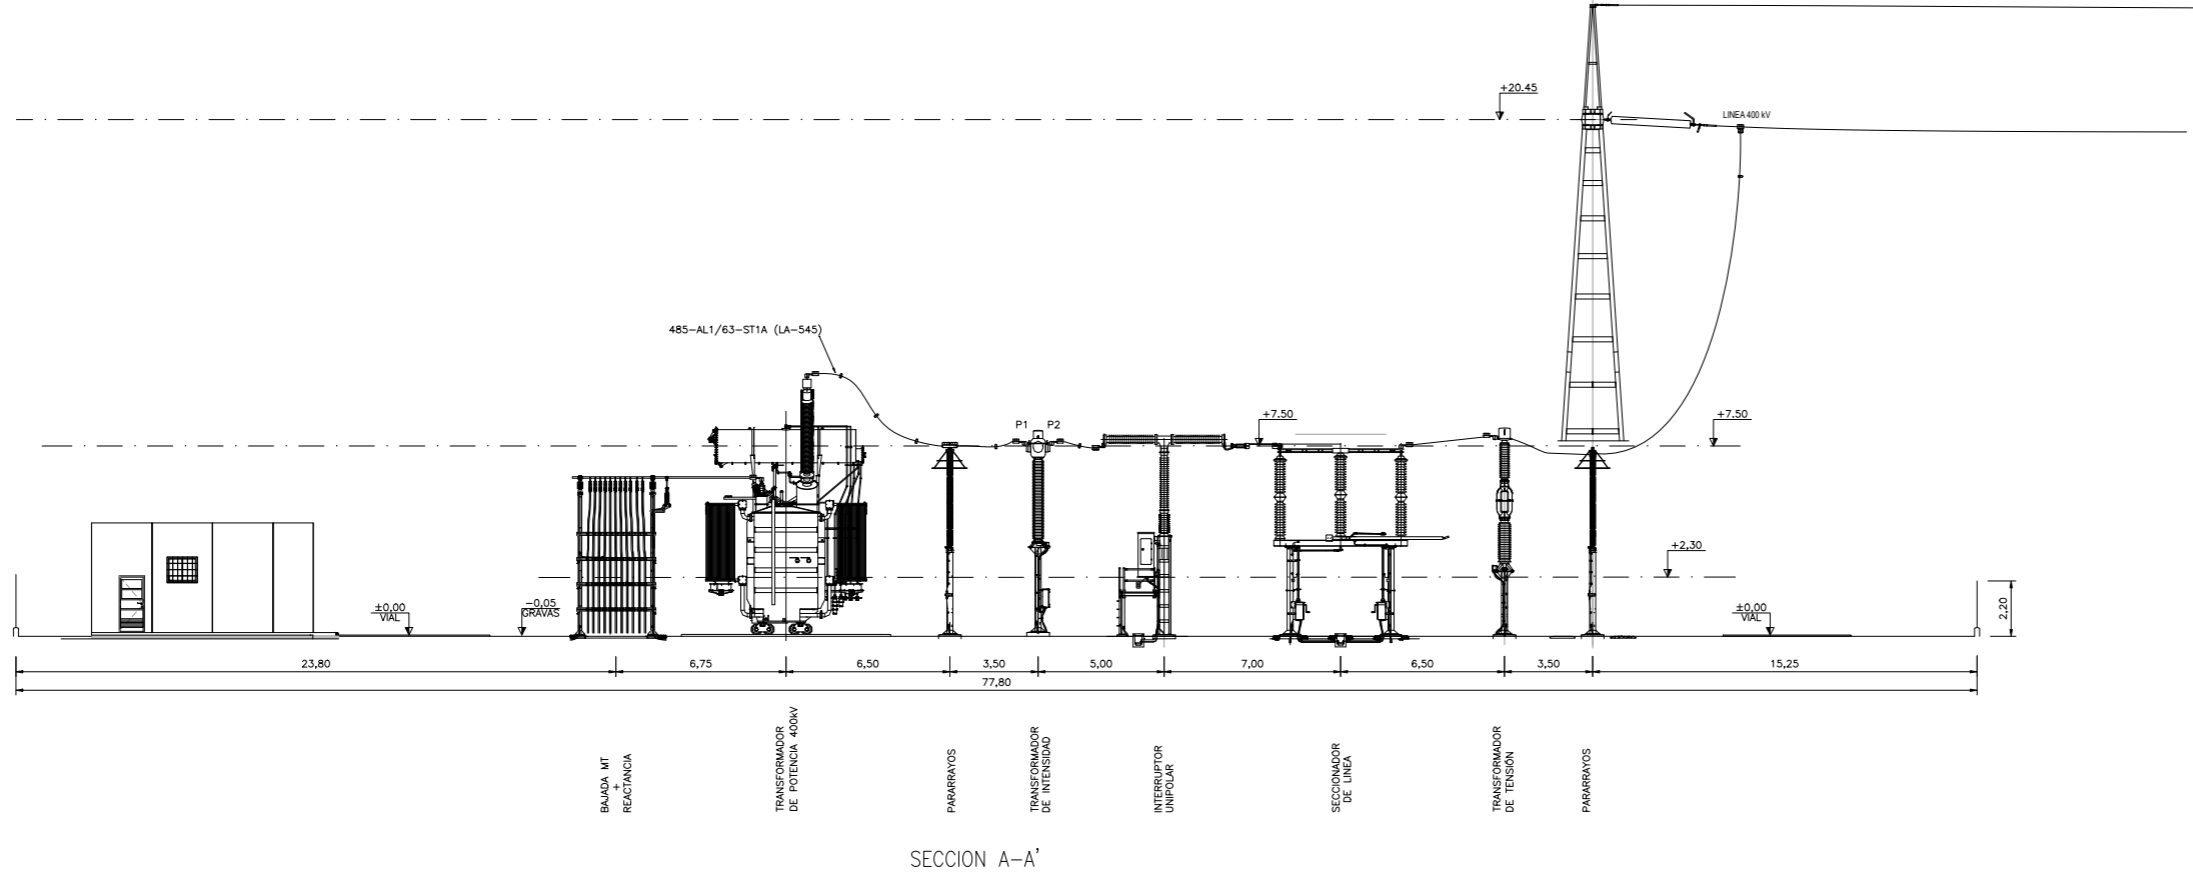 +20.45
LINEA 400 kV
485-AL1/63-ST1A (LA-545)
P1 P2
+7.50
+7.50
+2,30
±0,00
VIAL
-0,05
GRAVAS
±0,00
VIAL
2.20
23,80
6,75
6,50
3,50
5,00
7,00
6,50
3,50
15,25
77,80
BAJADA MT
+
REACTANCIA
TRANSFORMADOR
DE POTENCIA 400kV
PARARRAYOS
TRANSFORMADOR
DE INTENSIDAD
INTERRUPTOR
UNIPOLAR
SECCIONADOR
DE LINEA
TRANSFORMADOR
DE TENSIÓN
PARARRAYOS
SECCION A-A'